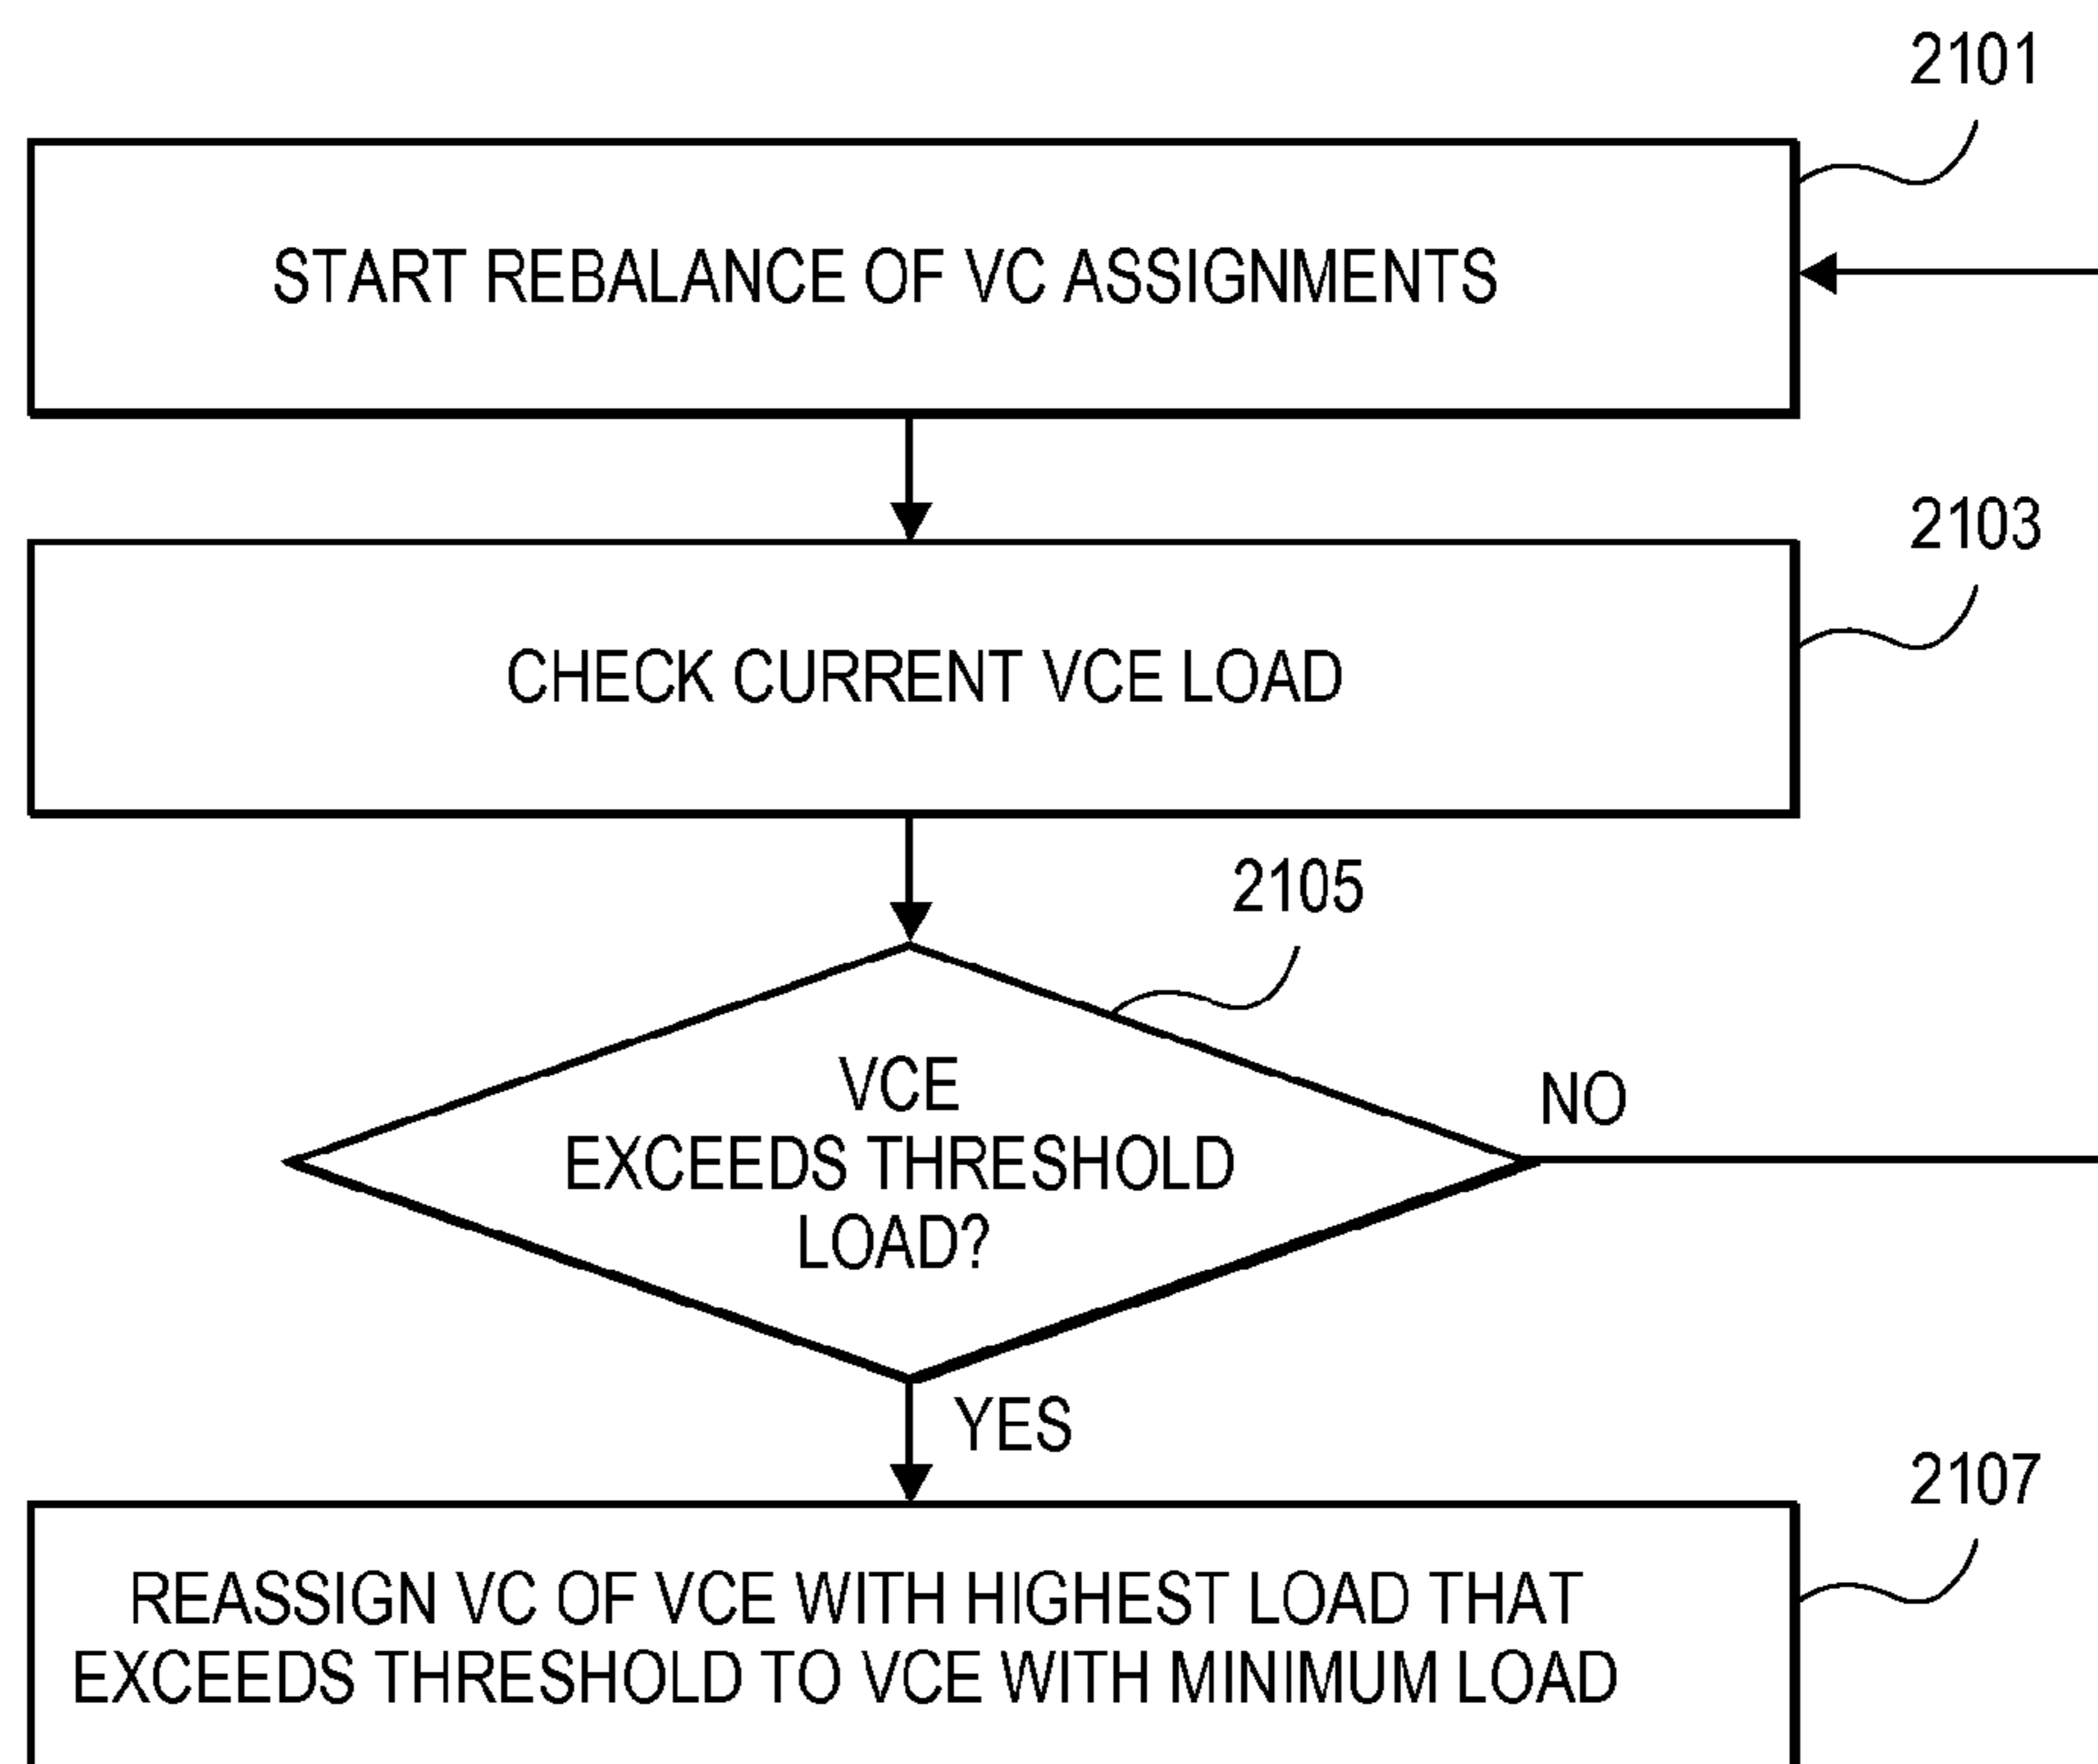 2101
START REBALANCE OF VC ASSIGNMENTS
2103
CHECK CURRENT VCE LOAD
2105
VCE
EXCEEDS THRESHOLD
LOAD?
NO
YES
2107
REASSIGN VC OF VCE WITH HIGHEST LOAD THAT
EXCEEDS THRESHOLD TO VCE WITH MINIMUM LOAD